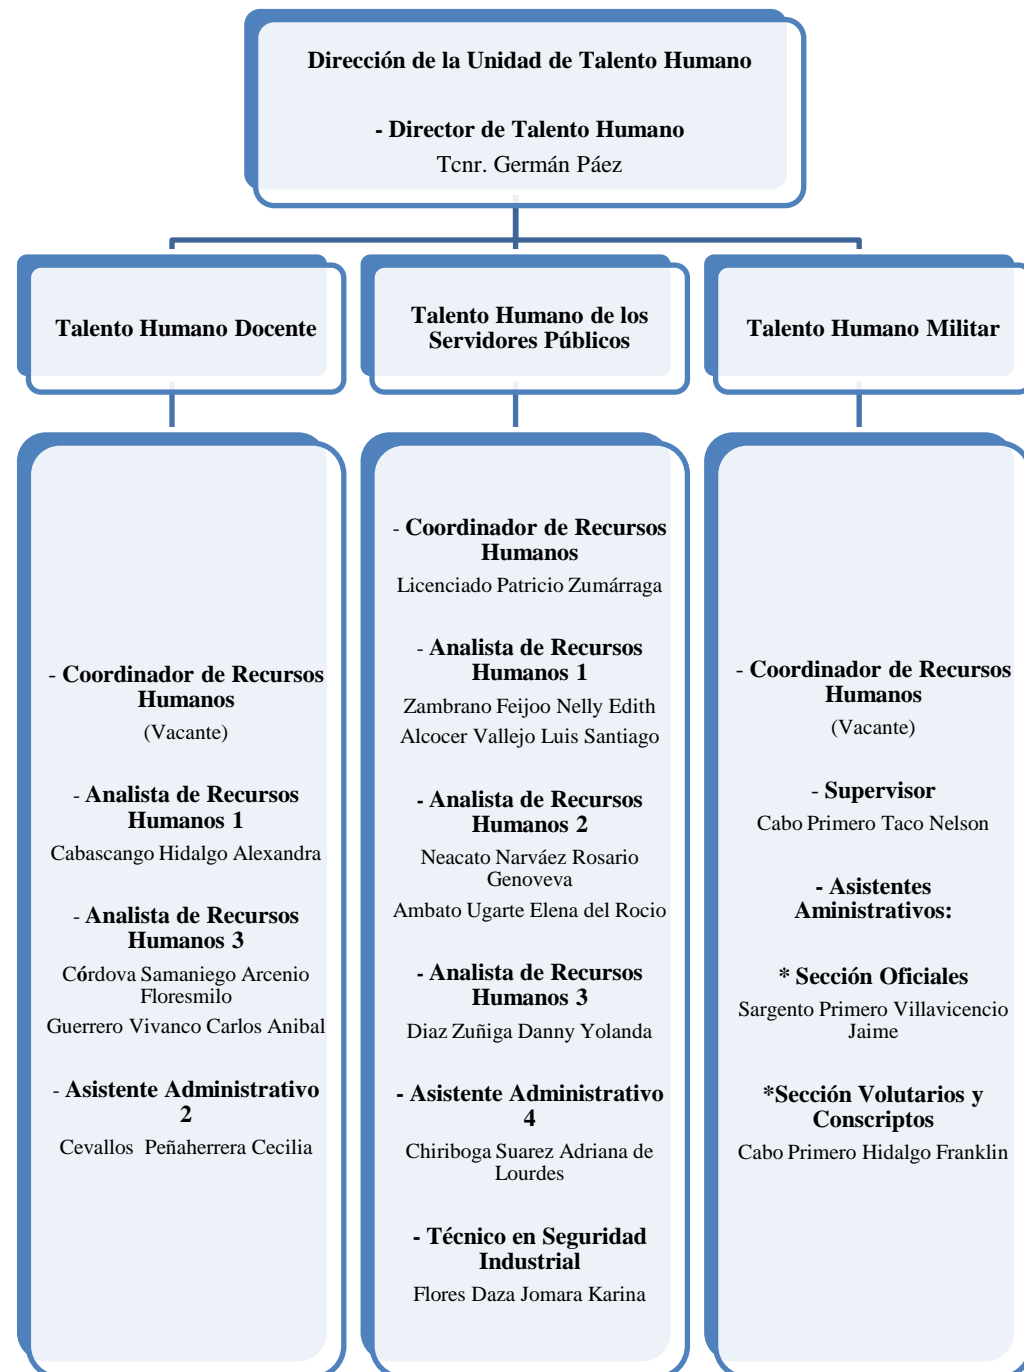 Dirección de la Unidad de Talento Humano
- Director de Talento Humano
Tcnr. Germán Páez
Talento Humano Docente
Talento Humano de los
Servidores Públicos
Talento Humano Militar
- Coordinador de Recursos
Humanos
(Vacante)
- Analista de Recursos
Humanos 1
Cabascango Hidalgo Alexandra
- Analista de Recursos
Humanos 3
Córdova Samaniego Arcenio
Floresmilo
Guerrero Vivanco Carlos Anibal
- Asistente Administrativo
2
Cevallos Peñaherrera Cecilia
- Coordinador de Recursos
Humanos
Licenciado Patricio Zumárraga
- Analista de Recursos
Humanos 1
Zambrano Feijoo Nelly Edith
Alcocer Vallejo Luis Santiago
- Analista de Recursos
Humanos 2
Neacato Narváez Rosario
Genoveva
Ambato Ugarte Elena del Rocio
- Analista de Recursos
Humanos 3
Diaz Zuñiga Danny Yolanda
- Asistente Administrativo
4
Chiriboga Suarez Adriana de
Lourdes
- Técnico en Seguridad
Industrial
Flores Daza Jomara Karina
- Coordinador de Recursos
Humanos
(Vacante)
- Supervisor
Cabo Primero Taco Nelson
- Asistentes
Aministrativos:
* Sección Oficiales
Sargento Primero Villavicencio
Jaime
*Sección Volutarios y
Conscriptos
Cabo Primero Hidalgo Franklin